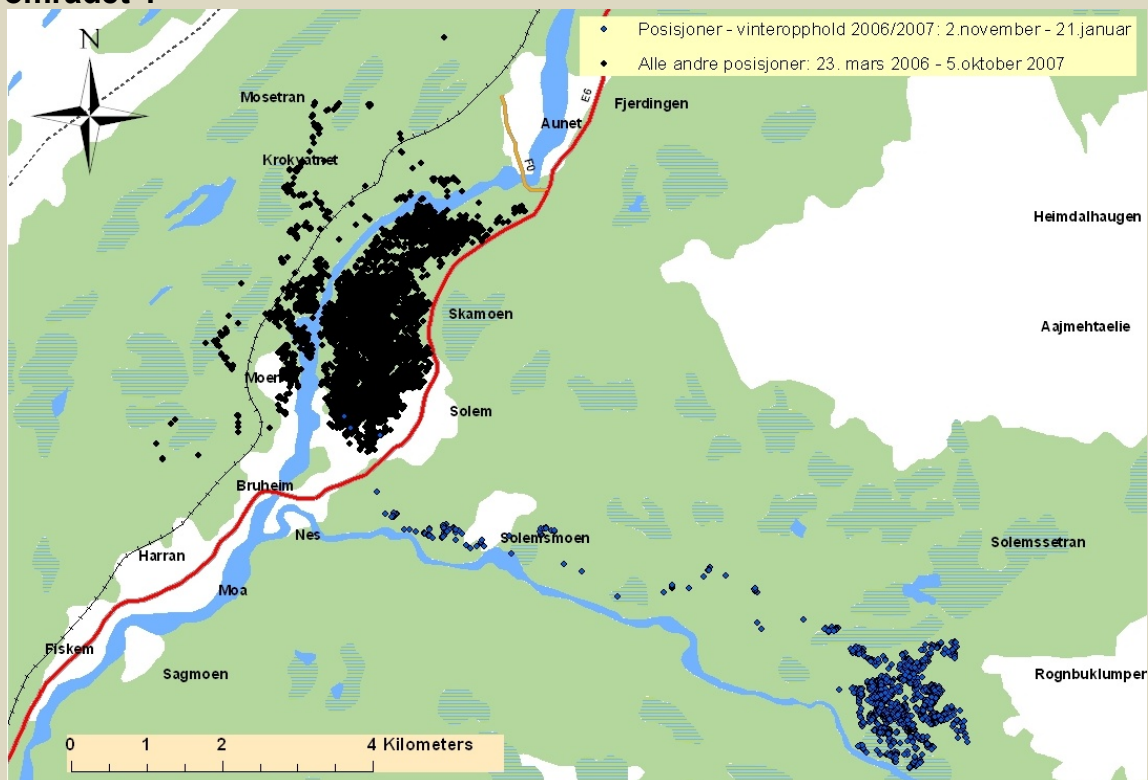 N
Posisjoner - vinteropphold 2006/2007: 2.november - 21.januar
Alle andre posisjoner: 23. mars 2006 - 5.oktober 2007
Mosetran
E6
Fjerdingen
Aunet
Krokvatnet
F0
Heimdalhaugen
Skamoen
Aajmehtaelie
Moen
Solem
Bruheim
Nes
Solemsmoen
Solemssetran
Harran
Moa
Fiskem
Sagmoen
Rognbuklumpen
0 1 2 4 Kilometers